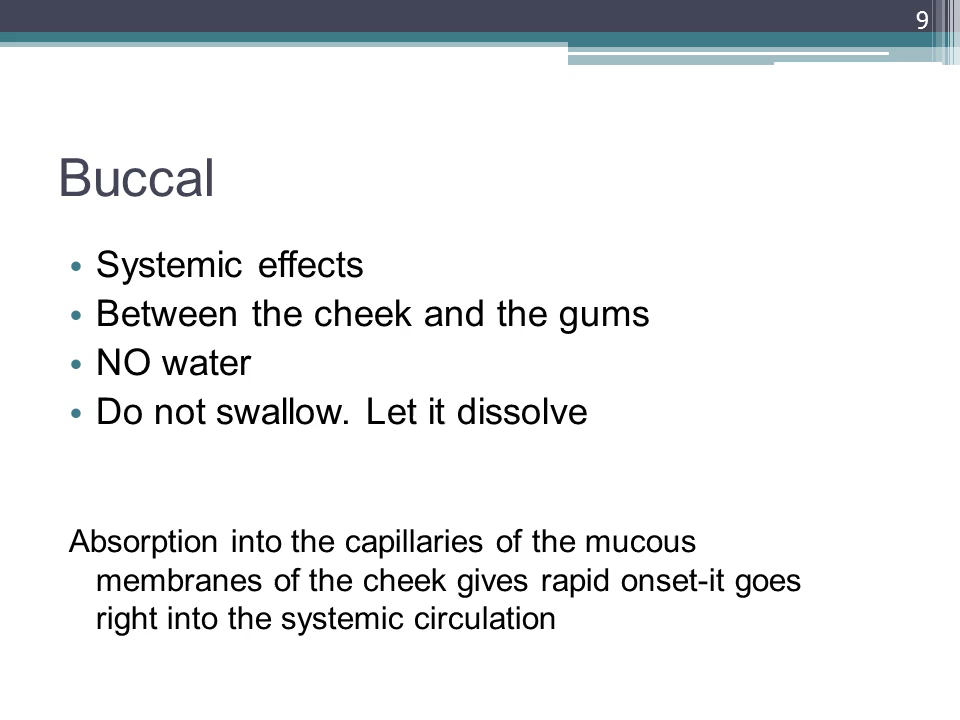 9
Buccal
• Systemic effects
• Between the cheek and the gums
• NO water
• Do not swallow. Let it dissolve
Absorption into the capillaries of the mucous
membranes of the cheek gives rapid onset-it goes
right into the systemic circulation